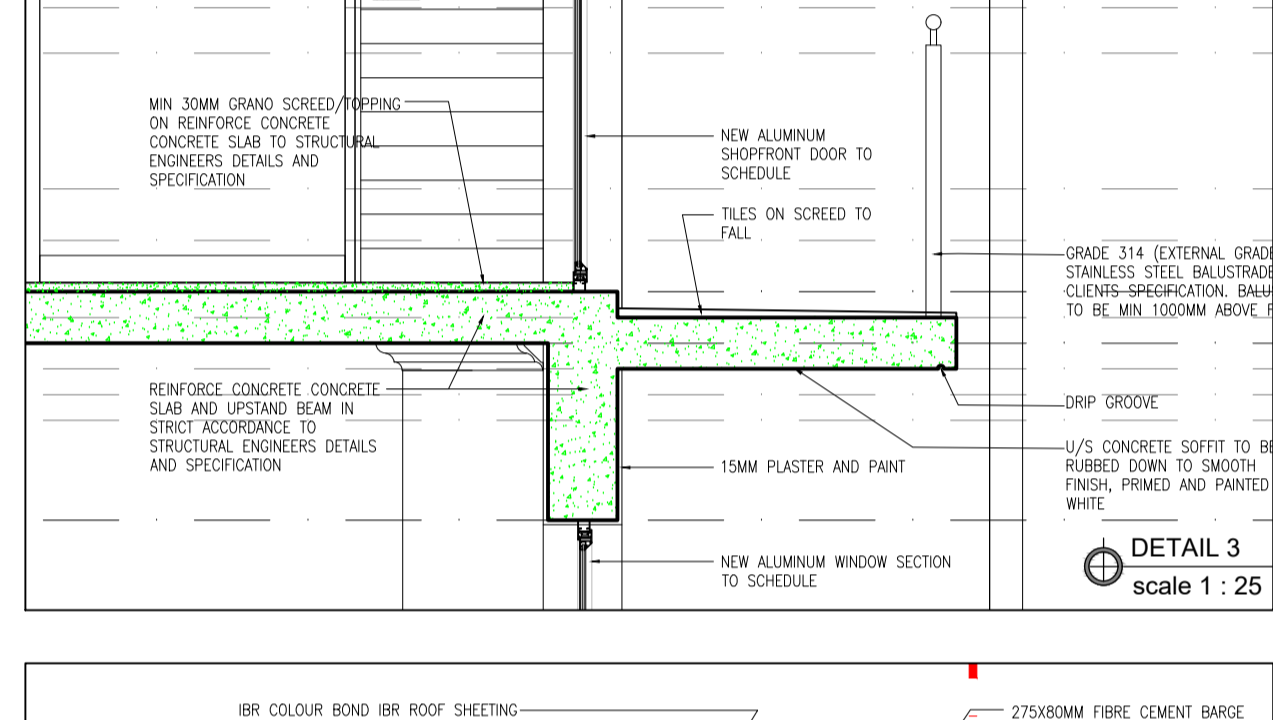 MIN 30MM GRANO SCREED/TOPPING
ON REINFORCE CONCRETE
CONCRETE SLAB TO STRUCTURAL
ENGINEERS DETAILS AND
SPECIFICATION
NEW ALUMINUM
SHOPFRONT DOOR TO
SCHEDULE
TILES ON SCREED TO
FALL
GRADE 314 (EXTERNAL GRADE
STAINLESS STEEL BALUSTRADE
CLIENTS SPECIFICATION. BALU
TO BE MIN 1000MM ABOVE
REINFORCE CONCRETE CONCRETE
SLAB AND UPSTAND BEAM IN
STRICT ACCORDANCE TO
STRUCTURAL ENGINEERS DETAILS
AND SPECIFICATION
DRIP GROOVE
15MM PLASTER AND PAINT
U/S CONCRETE SOFFIT TO BE
RUBBED DOWN TO SMOOTH
FINISH, PRIMED AND PAINTED
WHITE
NEW ALUMINUM WINDOW SECTION
TO SCHEDULE
DETAIL 3
scale 1 : 25
IBR COLOUR BOND IBR ROOF SHEETING
275X80MM FIBRE CEMENT BARGE